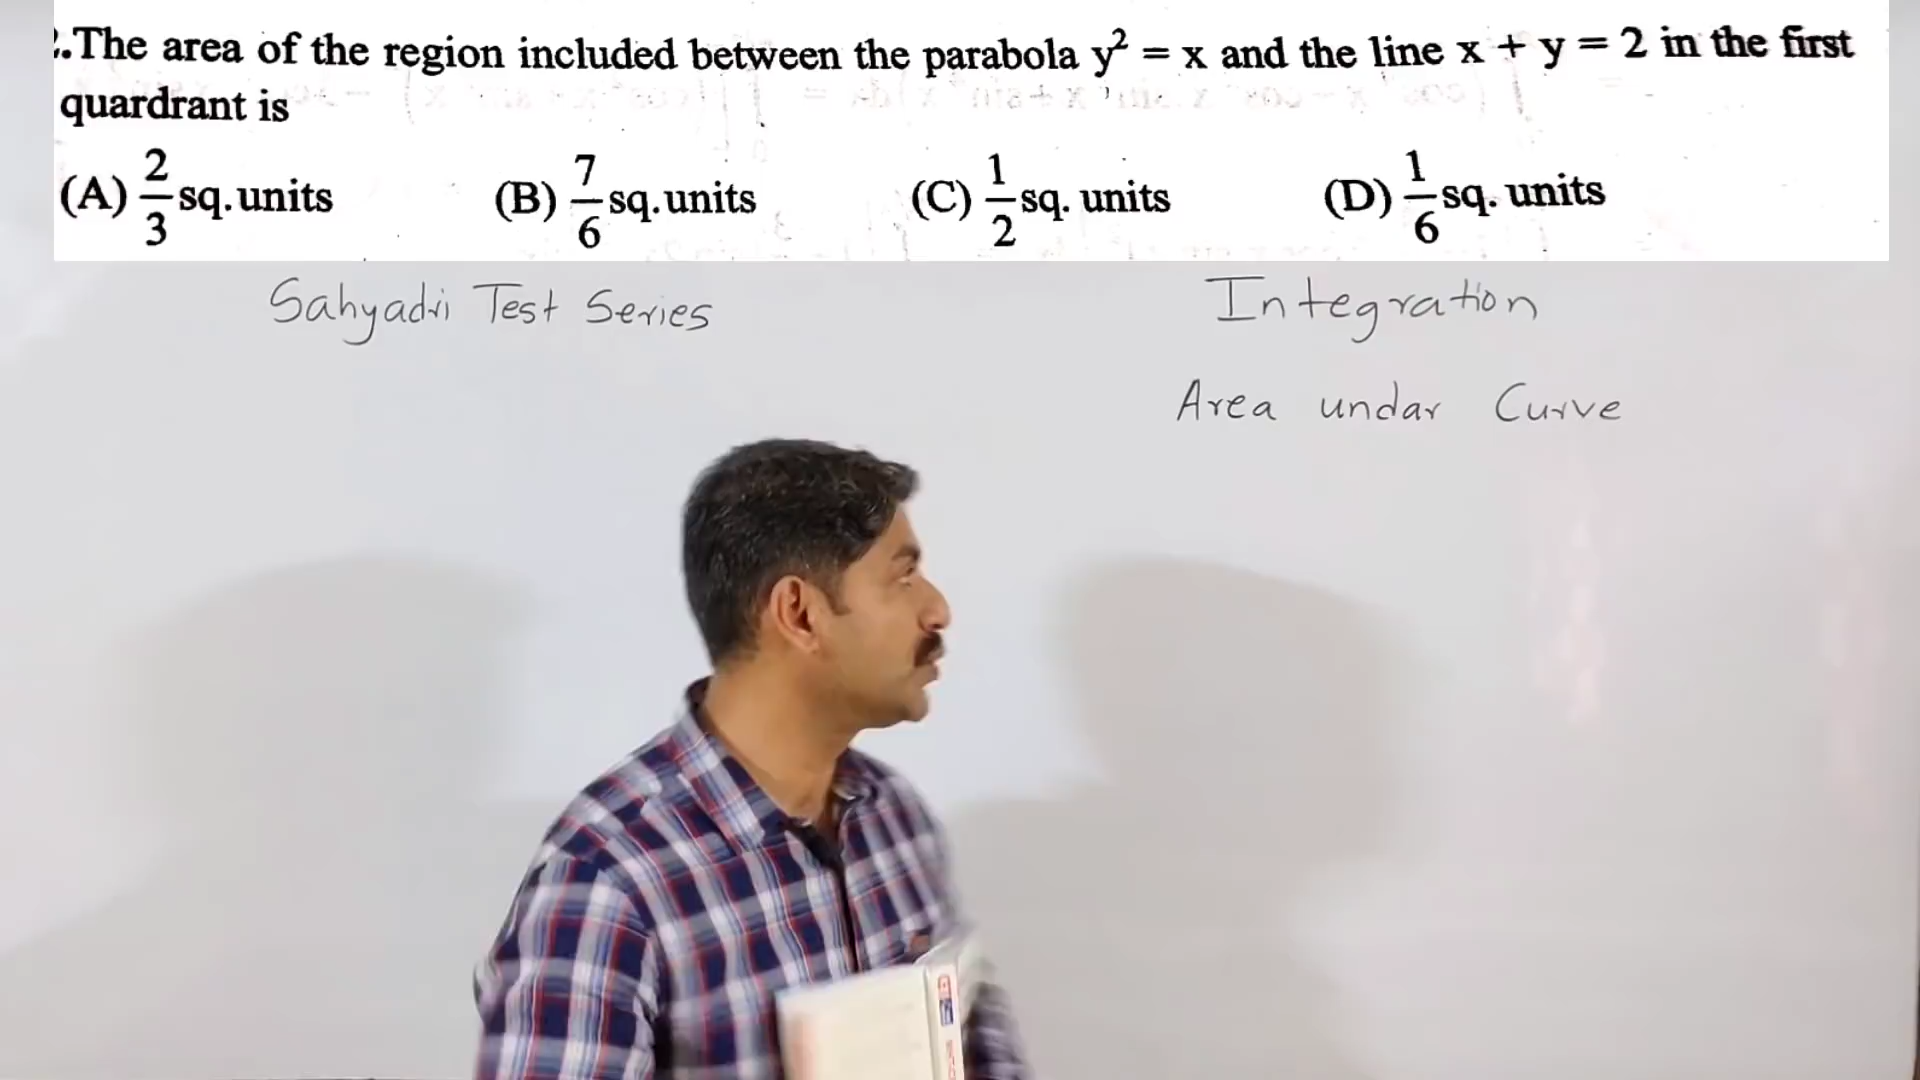 .The area of the region included between the parabola y² = x and the line x + y = 2 in the first
quardrant is
(A) 2/3 sq.units (B) 7/6 sq.units (C) 1/2 sq. units (D) 1/6 sq. units
Sahyadri Test Series Integration
Area undar Curve